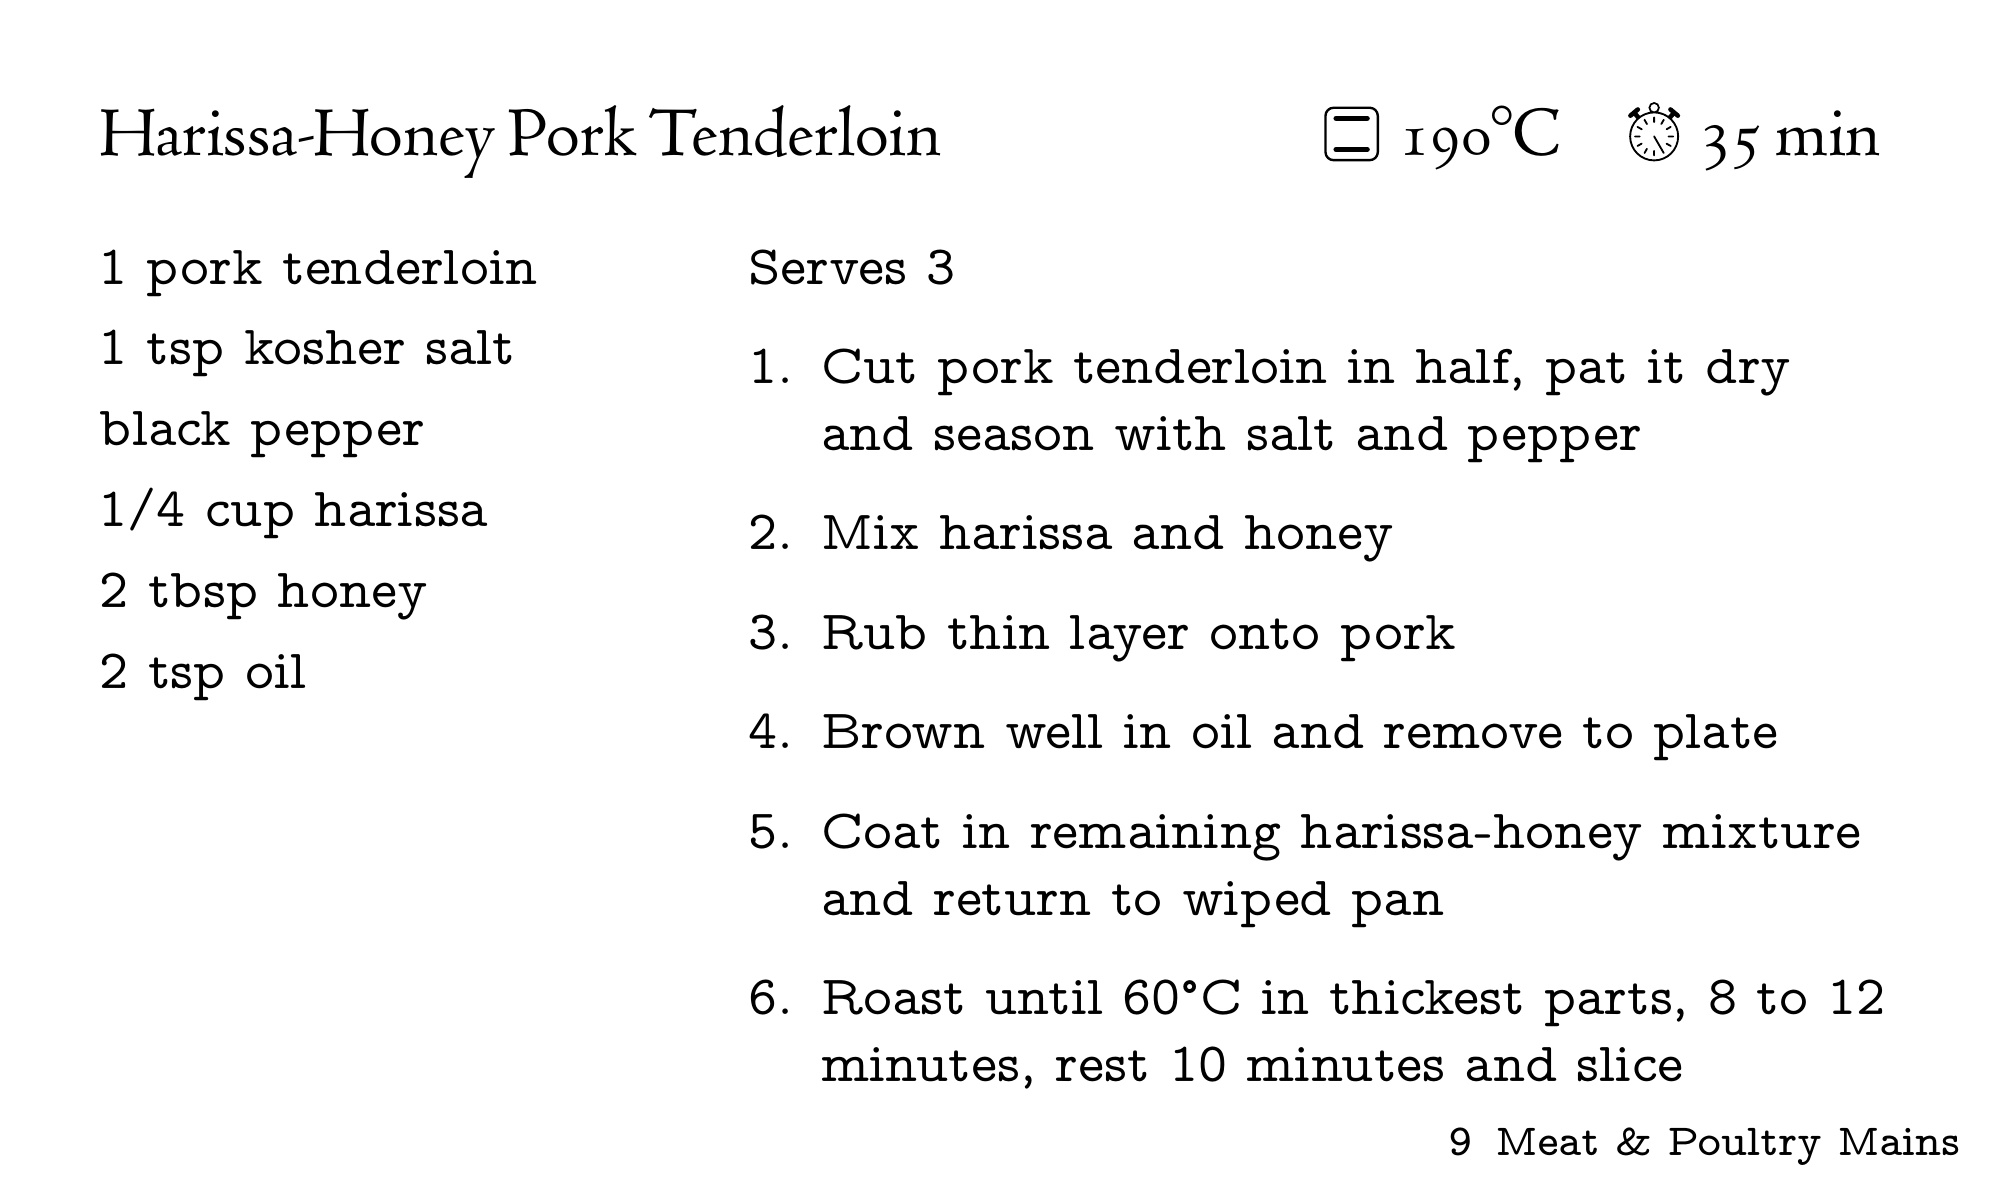 Harissa-Honey Pork Tenderloin
190°C
35 min
1 pork tenderloin
1 tsp kosher salt
black pepper
1/4 cup harissa
2 tbsp honey
2 tsp oil
Serves 3
1. Cut pork tenderloin in half, pat it dry
and season with salt and pepper
2. Mix harissa and honey
3. Rub thin layer onto pork
4. Brown well in oil and remove to plate
5. Coat in remaining harissa-honey mixture
and return to wiped pan
6. Roast until 60°C in thickest parts, 8 to 12
minutes, rest 10 minutes and slice
9 Meat & Poultry Mains